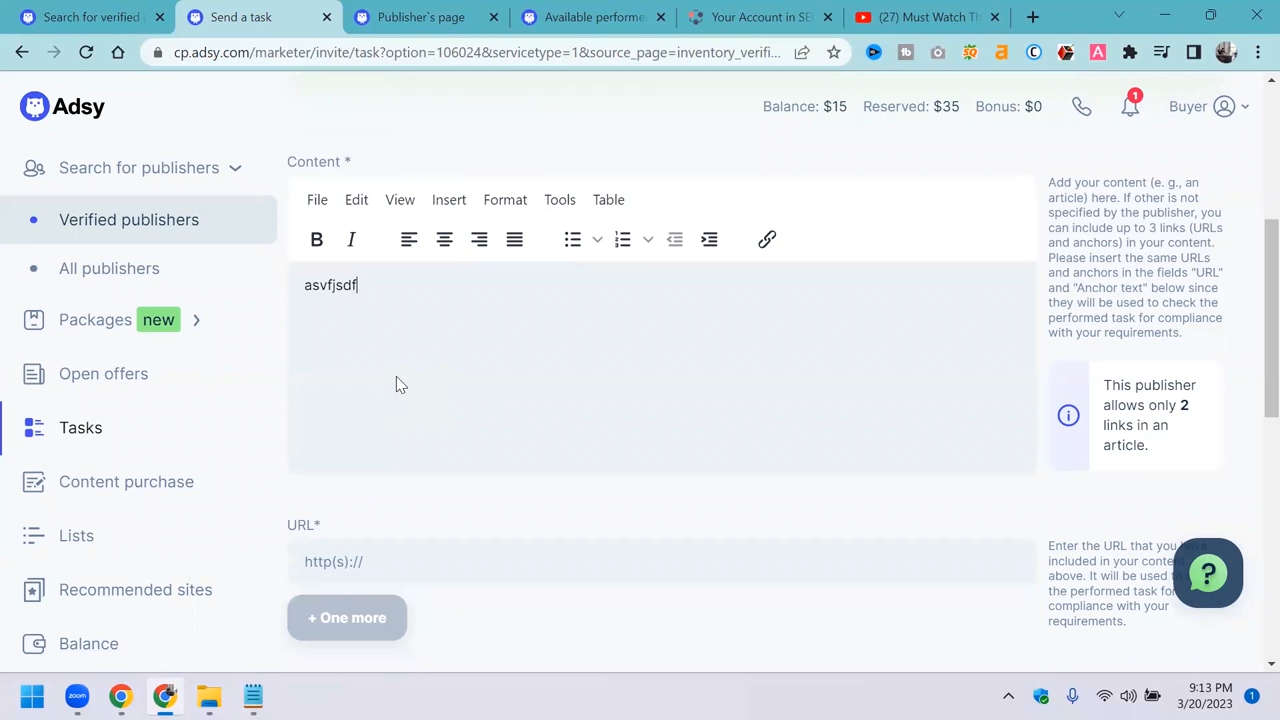 Search for verified
Send a task
Publisher`s page
Available performe
Your Account in SE
(27) Must Watch Th
cp.adsy.com/marketer/invite/task?option=106024&servicetype=1&source_page=inventory_verifi...
Adsy
Balance: $15 Reserved: $35 Bonus: $0
1
Buyer
Search for publishers
Verified publishers
All publishers
Packages new
Open offers
Tasks
Content purchase
Lists
Recommended sites
Balance
Content *
File Edit View Insert Format Tools Table
B I
asvfjsdf
Add your content (e. g., an
article) here. If other is not
specified by the publisher, you
can include up to 3 links (URLs
and anchors) in your content.
Please insert the same URLs
and anchors in the fields "URL"
and "Anchor text" below since
they will be used to check the
performed task for compliance
with your requirements.
This publisher
allows only 2
links in an
article.
URL*
http(s)://
+ One more
Enter the URL that you
included in your content
above. It will be used
the performed task for
compliance with your
requirements.
?
zoom
9:13 PM
3/20/2023
1